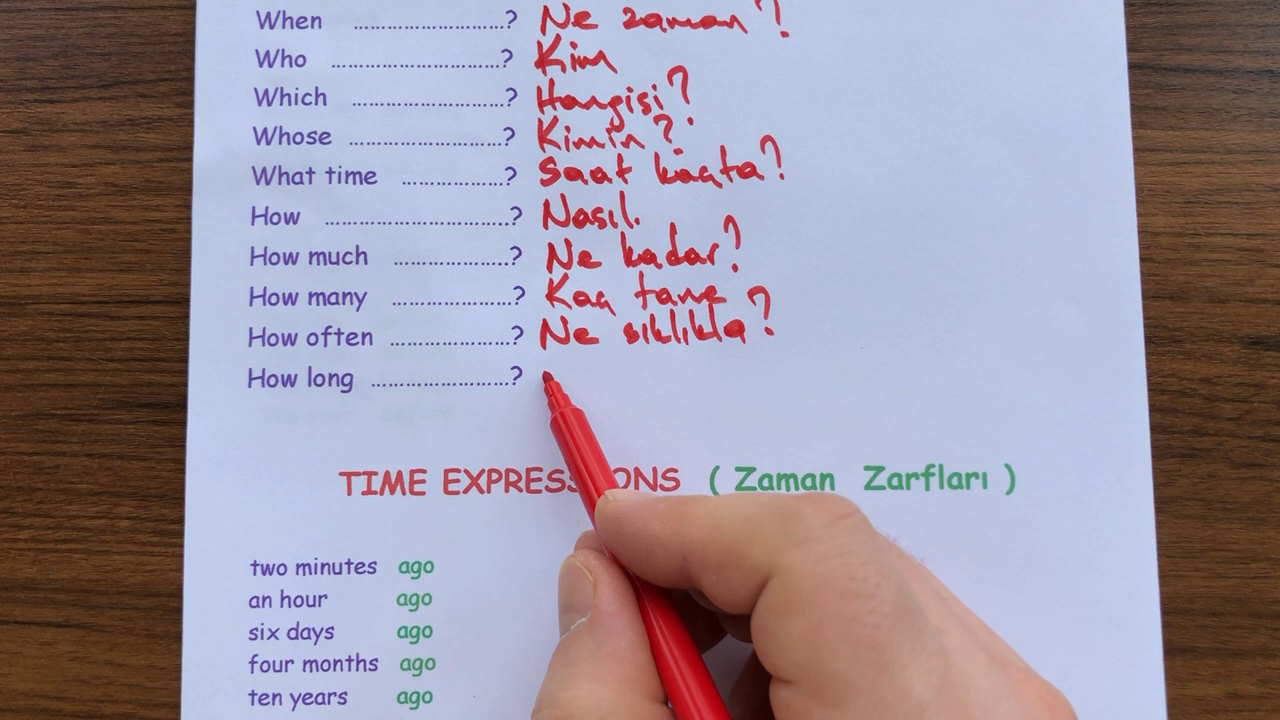 When ........................? Ne zaman?
Who ..........................? Kim
Which ........................? Hangisi?
Whose ........................? Kimin?
What time .................? saat kaçta?
How .............................? Nasıl.
How much ..................? Ne kadar?
How many ....................? Kaç tane
How often ...................? Ne sıklıkla?
How long ......................?
TIME EXPRESSIONS ( Zaman Zarfları )
two minutes ago
an hour ago
six days ago
four months ago
ten years ago